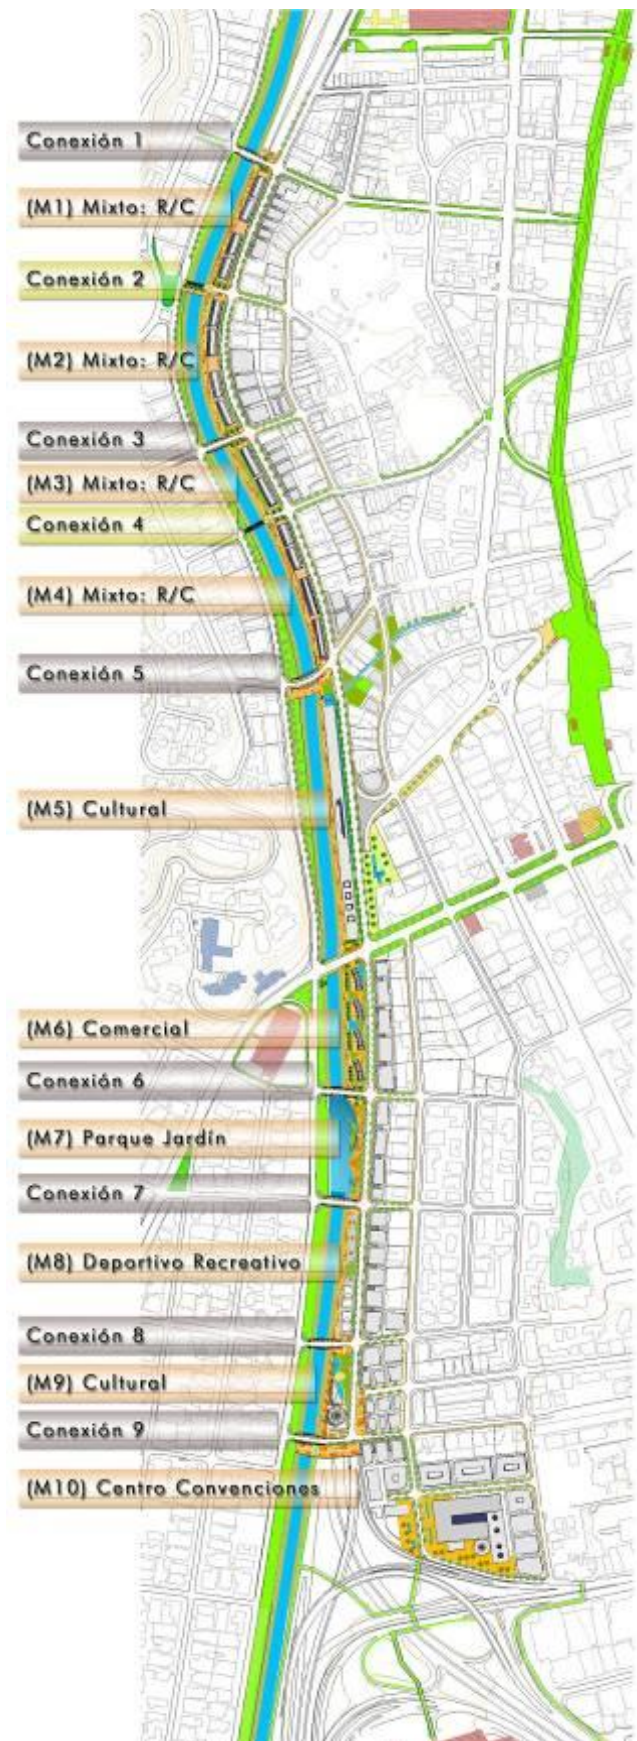 Conexión 1
(M1) Mixto: R/C
Conexión 2
(M2) Mixto: R/C
Conexión 3
(M3) Mixto: R/C
Conexión 4
(M4) Mixto: R/C
Conexión 5
(M5) Cultural
(M6) Comercial
Conexión 6
(M7) Parque Jardín
Conexión 7
(M8) Deportivo Recreativo
Conexión 8
(M9) Cultural
Conexión 9
(M10) Centro Convenciones